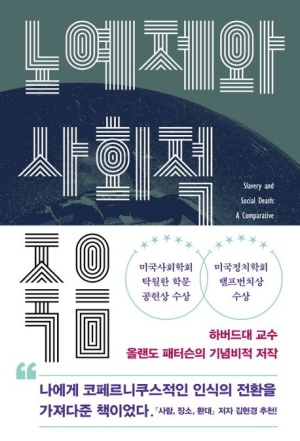 노예제와
사회적
죽음
Slavery and
Social Death:
A Comparative
미국사회학회
탁월한 학문
공헌상 수상
미국정치학회
랠프번치상
수상
하버드대 교수
올랜도 패터슨의 기념비적 저작
“
나에게 코페르니쿠스적인 인식의 전환을
가져다준 책이었다. 『사람, 장소, 환대』 저자 김현경 추천!